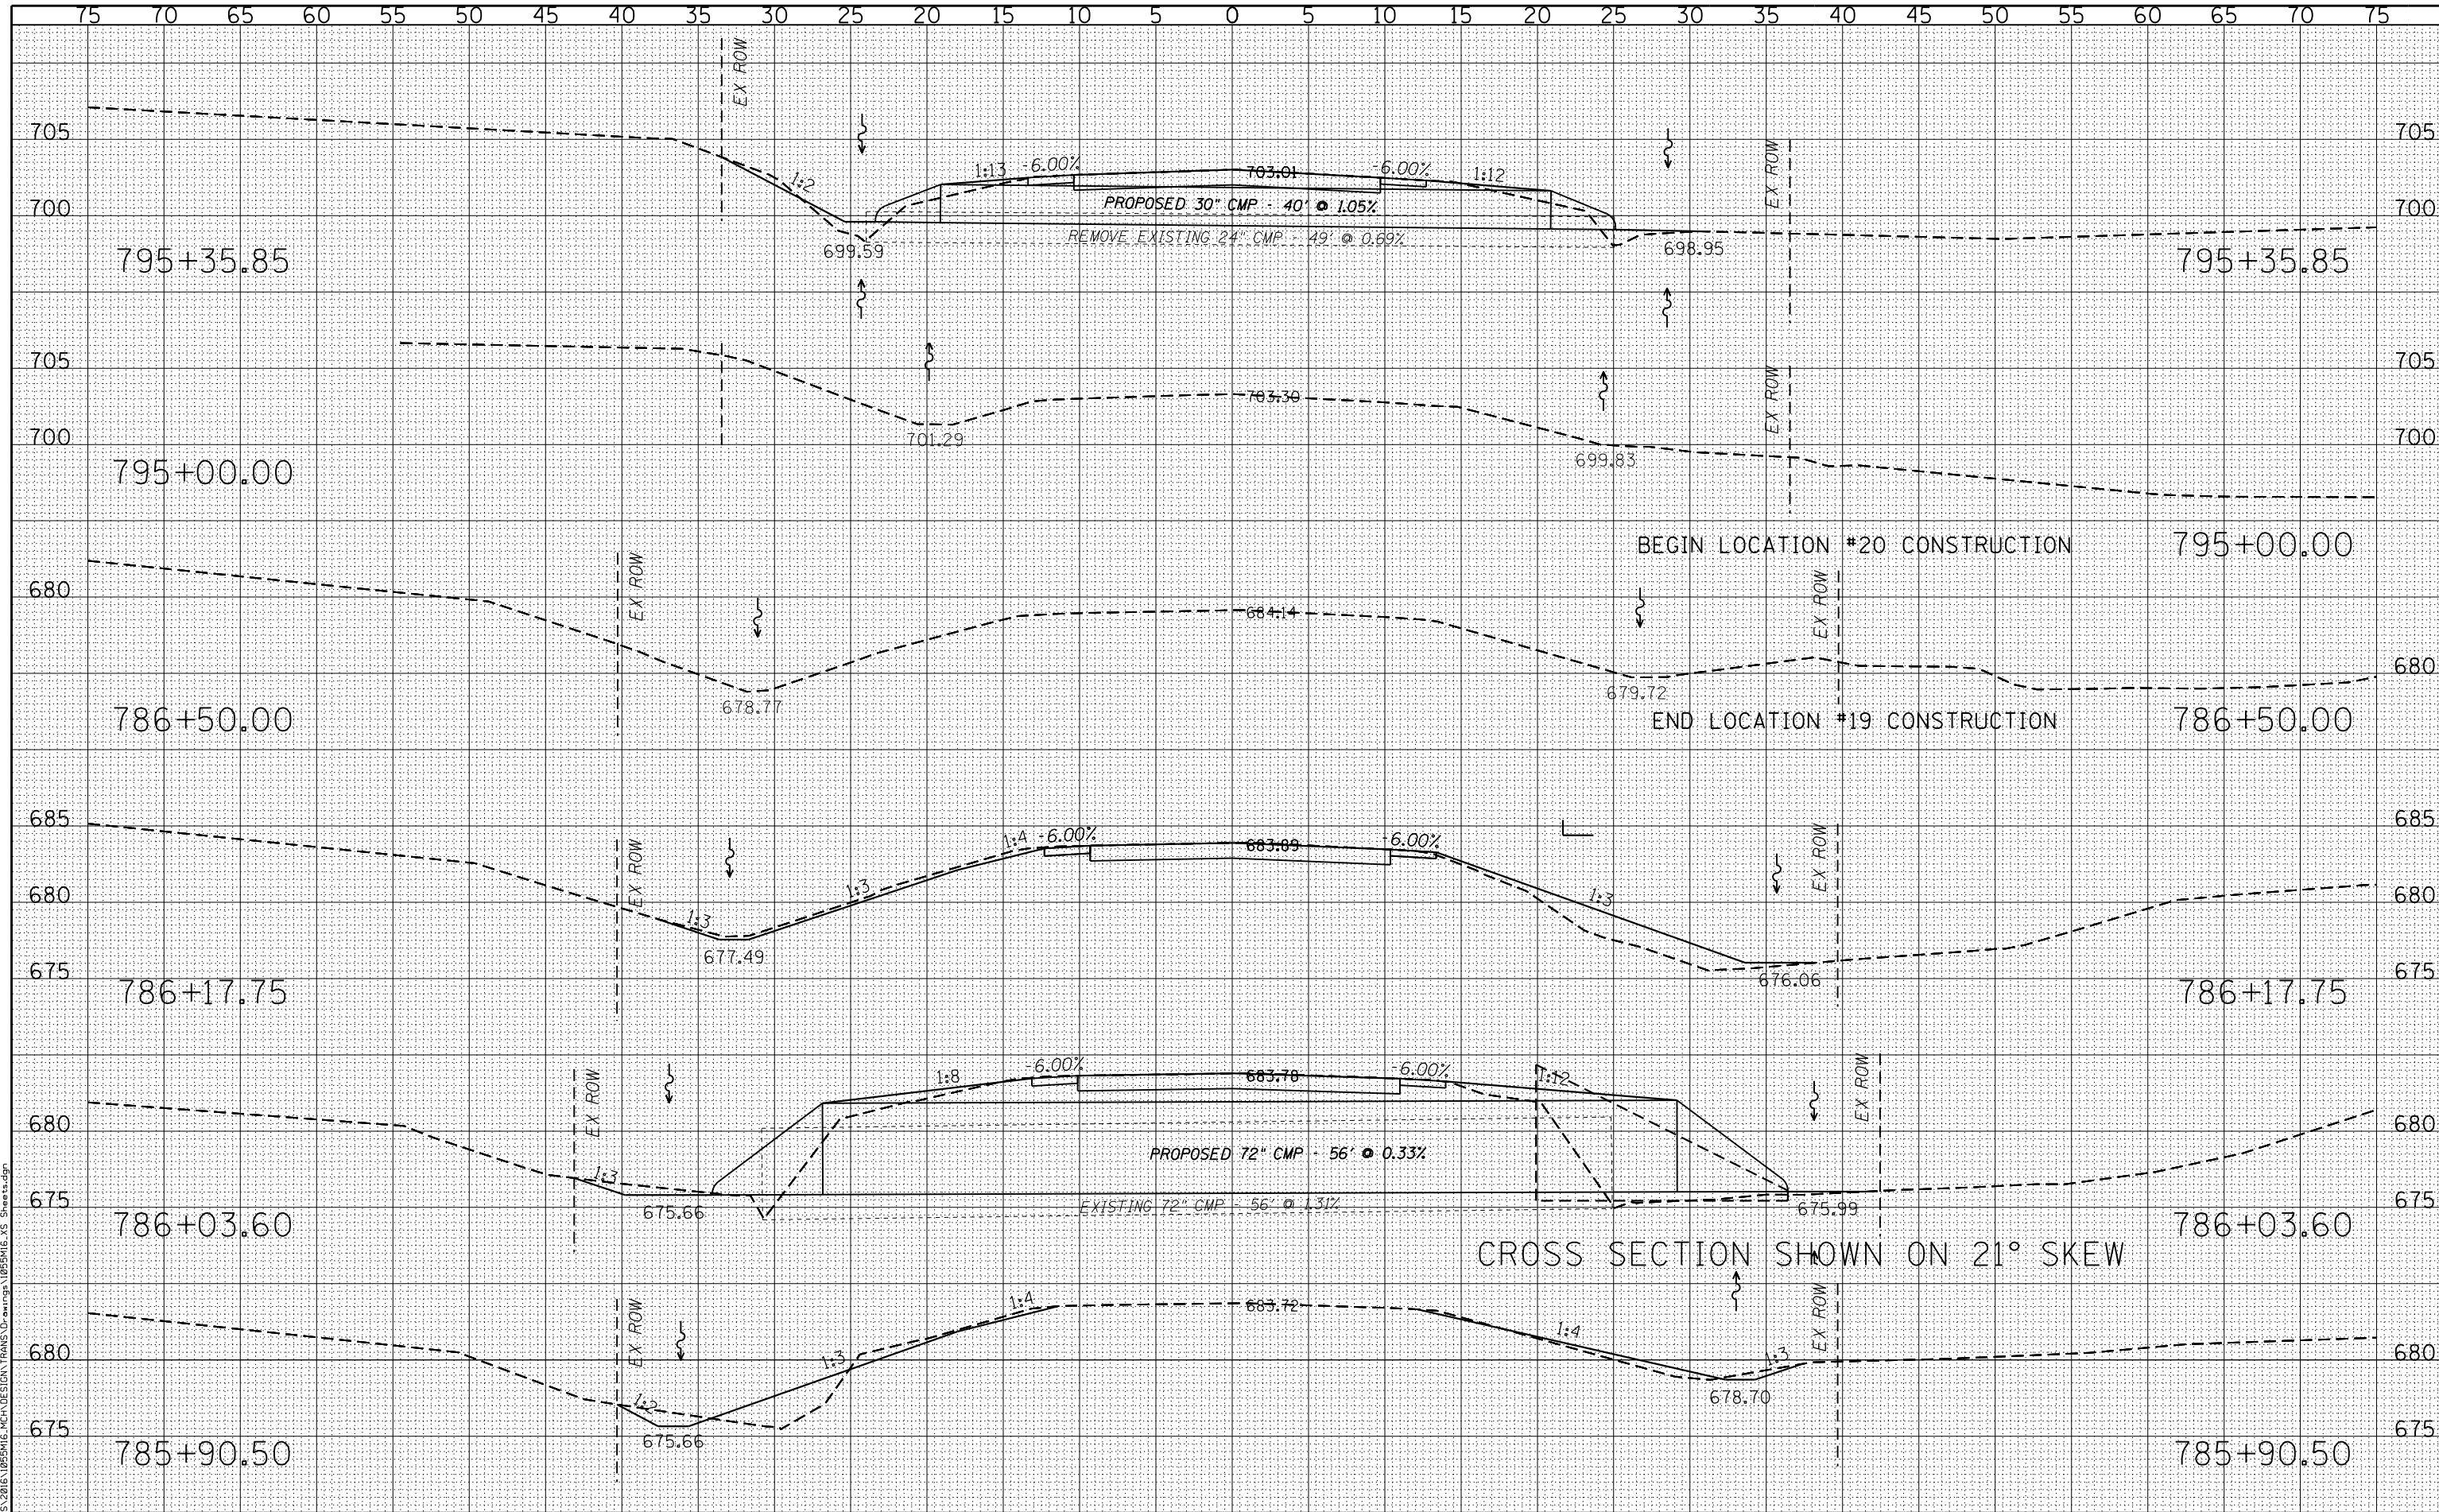 75 70 65 60 55 50 45 40 35 30 25 20 15 10 5 0 5 10 15 20 25 30 35 40 45 50 55 60 65 70 75
EX ROW
705 705
EX ROW
1:2 1:13 -6.00% 703.01 -6.00% 1:12
PROPOSED 30" CMP - 40' @ 1.05%
700 700
REMOVE EXISTING 24" CMP - 49' @ 0.69%
699.59 698.95
795+35.85 795+35.85
705 705
EX ROW
703.30
700 701.29 700
699.83
795+00.00
BEGIN LOCATION #20 CONSTRUCTION 795+00.00
EX ROW EX ROW
680
684.14
680
678.77 679.72
786+50.00 END LOCATION #19 CONSTRUCTION 786+50.00
685 685
1:4 -6.00% 683.89 -6.00%
EX ROW EX ROW
680 1:3 1:3 680
1:3
677.49
675 676.06 675
786+17.75 786+17.75
EX ROW EX ROW
1:8 -6.00% 683.78 -6.00% 1:12
680 680
PROPOSED 72" CMP - 56' @ 0.33%
1:3
675 675
EXISTING 72" CMP - 56' @ 1.31%
675.66 675.99
786+03.60 786+03.60
CROSS SECTION SHOWN ON 21° SKEW
1:4 683.72
EX ROW EX ROW
1:4
680 1:3 1:3 680
1:2 678.70
675 675.66 675
785+90.50 785+90.50
S\2016\1055M16.MCH\DESIGN\TRANS\Drawings\1055M16_XS Sheets.dgn